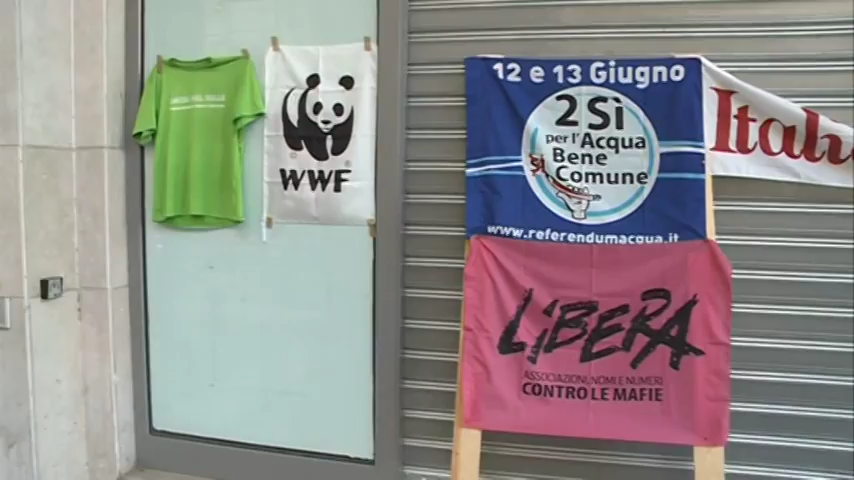 WWF
12 e 13 Giugno
2 Sì
per l'Acqua
Bene
Comune
www.referendumacqua.it
LiBERA
ASSOCIAZIONI, NOMI E NUMERI
CONTRO LE MAFIE